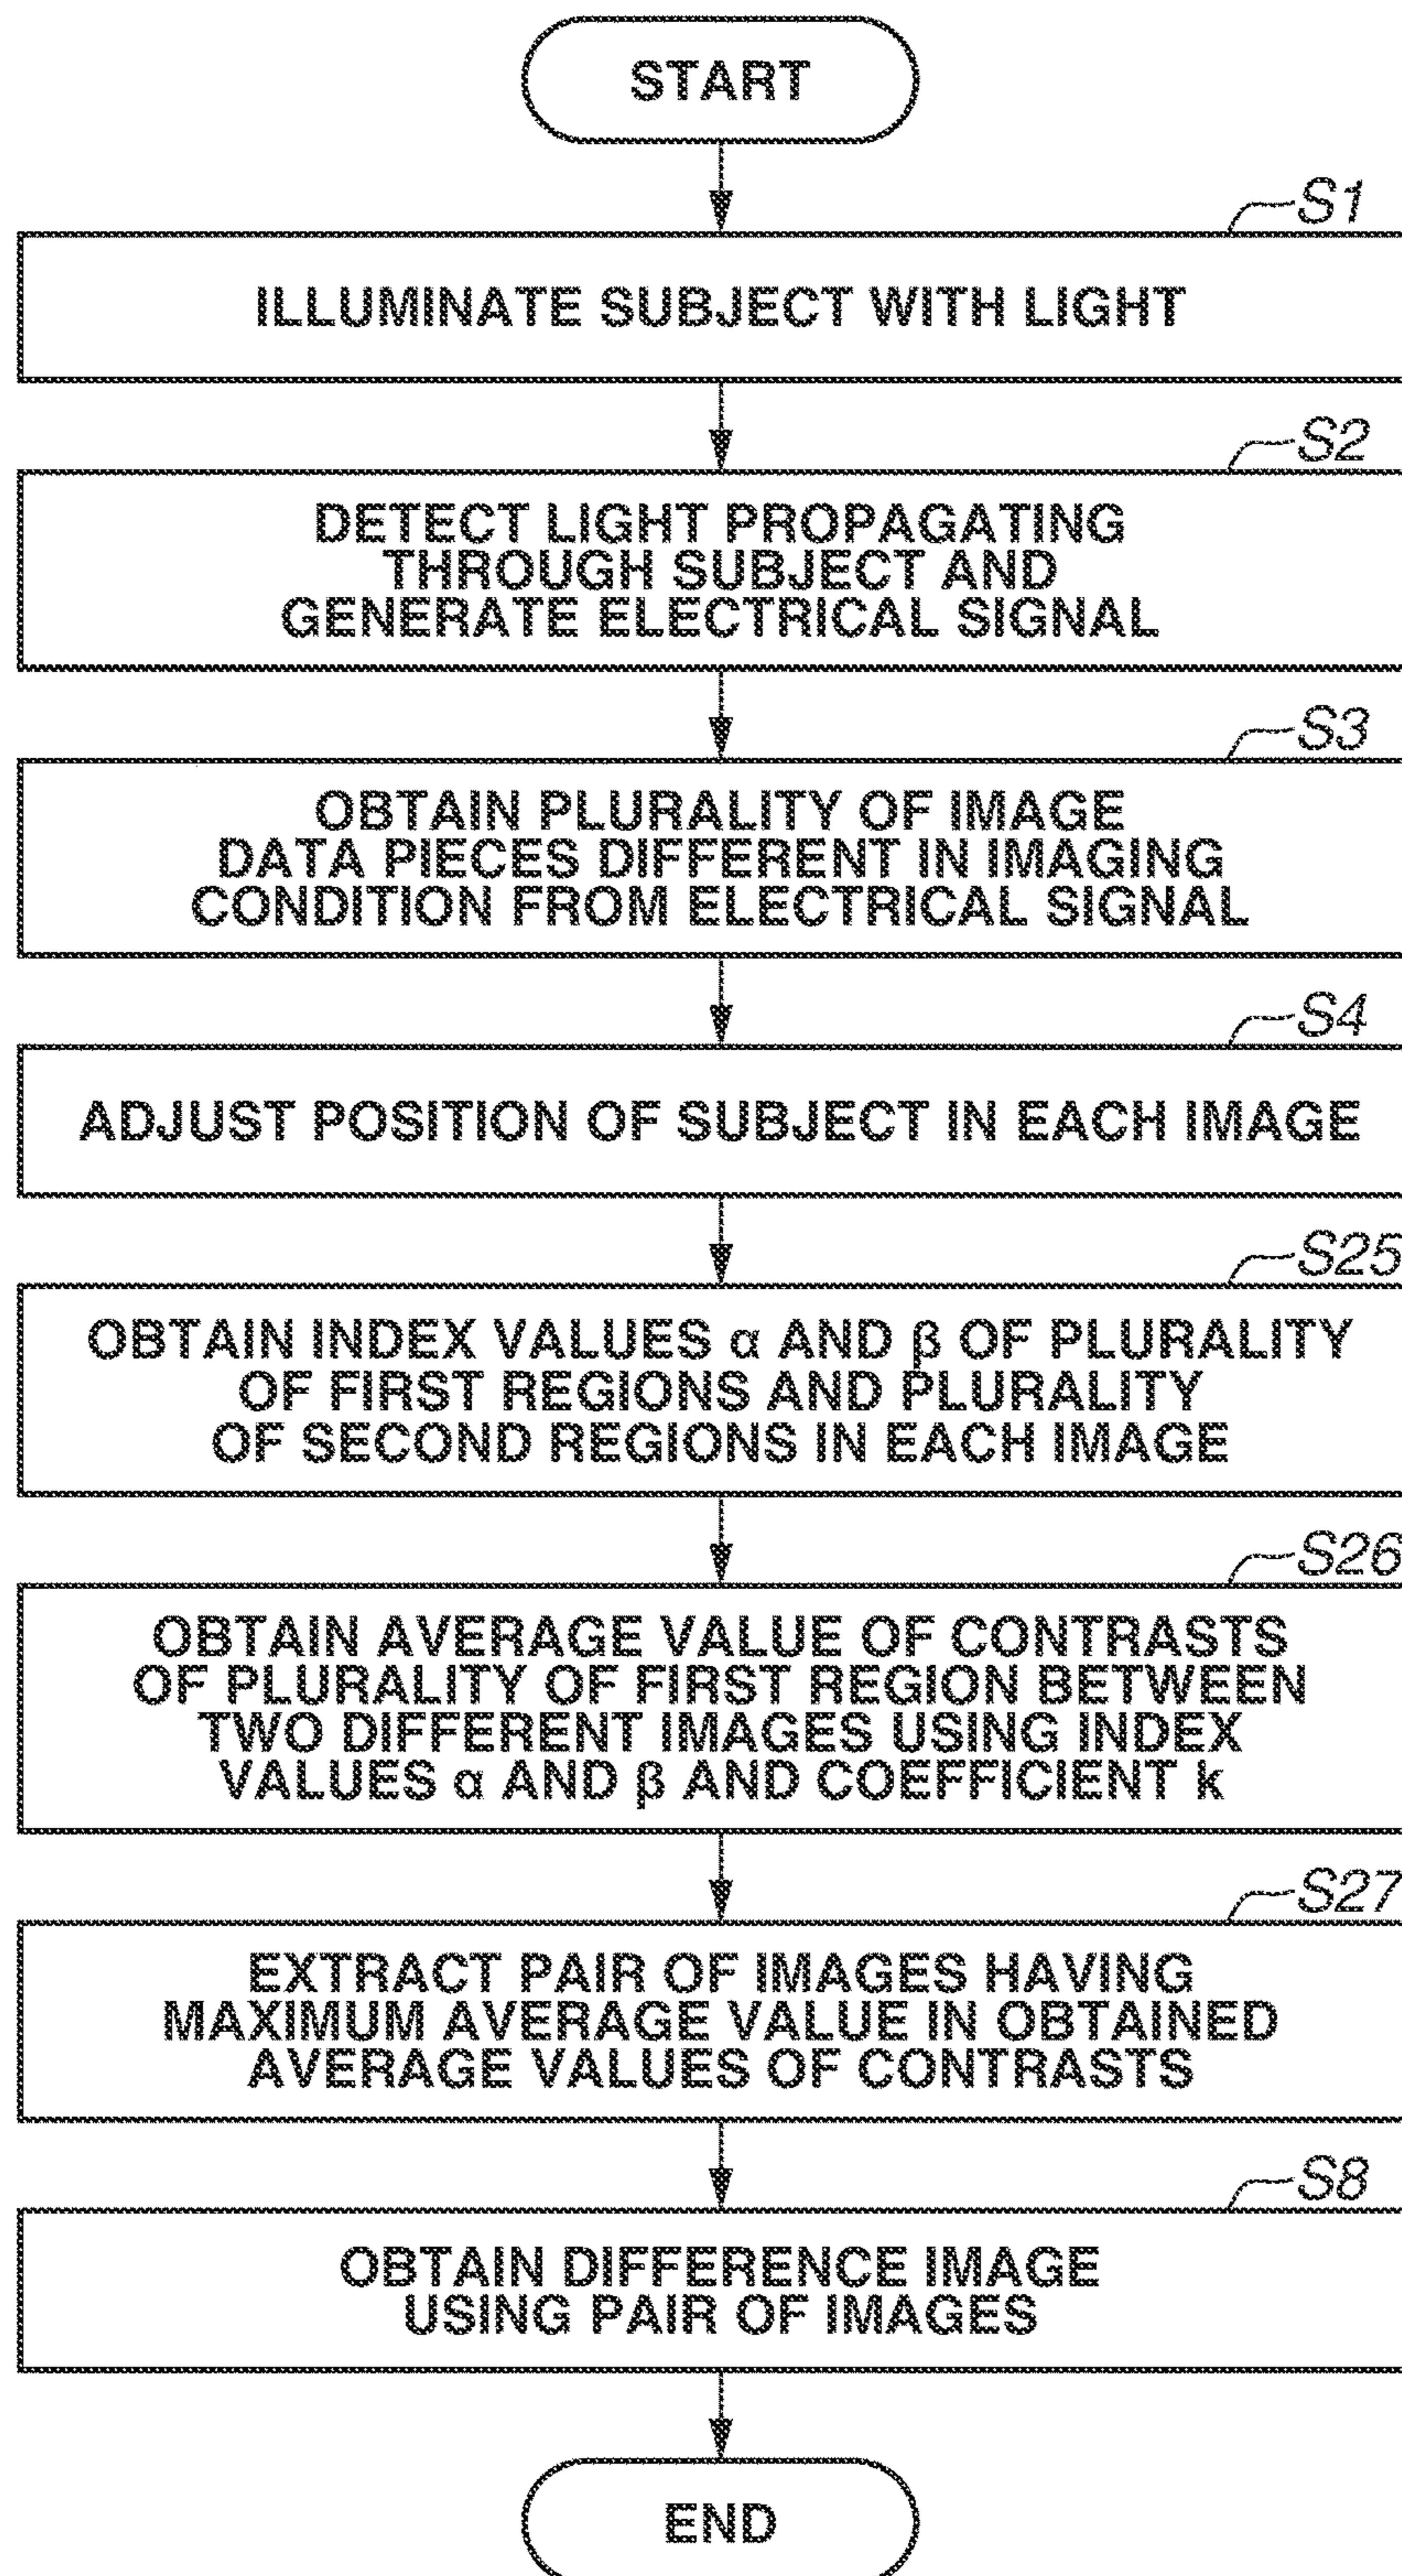 START
S1
ILLUMINATE SUBJECT WITH LIGHT
S2
DETECT LIGHT PROPAGATING
THROUGH SUBJECT AND
GENERATE ELECTRICAL SIGNAL
S3
OBTAIN PLURALITY OF IMAGE
DATA PIECES DIFFERENT IN IMAGING
CONDITION FROM ELECTRICAL SIGNAL
S4
ADJUST POSITION OF SUBJECT IN EACH IMAGE
S25
OBTAIN INDEX VALUES α AND β OF PLURALITY
OF FIRST REGIONS AND PLURALITY
OF SECOND REGIONS IN EACH IMAGE
S26
OBTAIN AVERAGE VALUE OF CONTRASTS
OF PLURALITY OF FIRST REGION BETWEEN
TWO DIFFERENT IMAGES USING INDEX
VALUES α AND β AND COEFFICIENT k
S27
EXTRACT PAIR OF IMAGES HAVING
MAXIMUM AVERAGE VALUE IN OBTAINED
AVERAGE VALUES OF CONTRASTS
S8
OBTAIN DIFFERENCE IMAGE
USING PAIR OF IMAGES
END